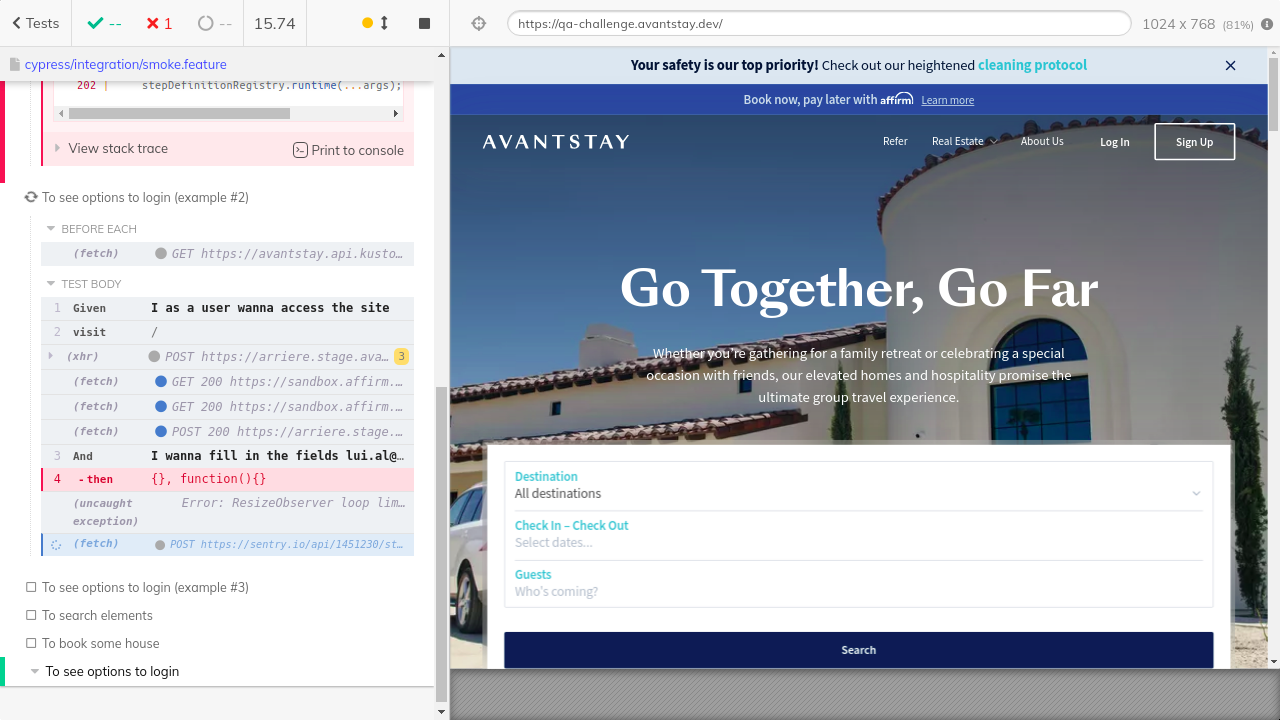 Tests
--
1
--
15.74
https://qa-challenge.avantstay.dev/
1024 x 768 (81%)
cypress/integration/smoke.feature
202 | stepDefinitionRegistry.runtime(...args);
View stack trace
Print to console
To see options to login (example #2)
BEFORE EACH
(fetch) GET https://avantstay.api.kusto…
TEST BODY
1 Given I as a user wanna access the site
2 visit /
(xhr) POST https://arriere.stage.ava… 3
(fetch) GET 200 https://sandbox.affirm.…
(fetch) GET 200 https://sandbox.affirm.…
(fetch) POST 200 https://arriere.stage.…
3 And I wanna fill in the fields lui.al@…
4 -then {}, function(){}
(uncaught exception) Error: ResizeObserver loop lim…
(fetch) POST https://sentry.io/api/1451230/st…
To see options to login (example #3)
To search elements
To book some house
To see options to login
Your safety is our top priority! Check out our heightened cleaning protocol
Book now, pay later with affirm Learn more
AVANTSTAY
Refer
Real Estate
About Us
Log In
Sign Up
Go Together, Go Far
Whether you're gathering for a family retreat or celebrating a special
occasion with friends, our elevated homes and hospitality promise the
ultimate group travel experience.
Destination
All destinations
Check In – Check Out
Select dates...
Guests
Who's coming?
Search